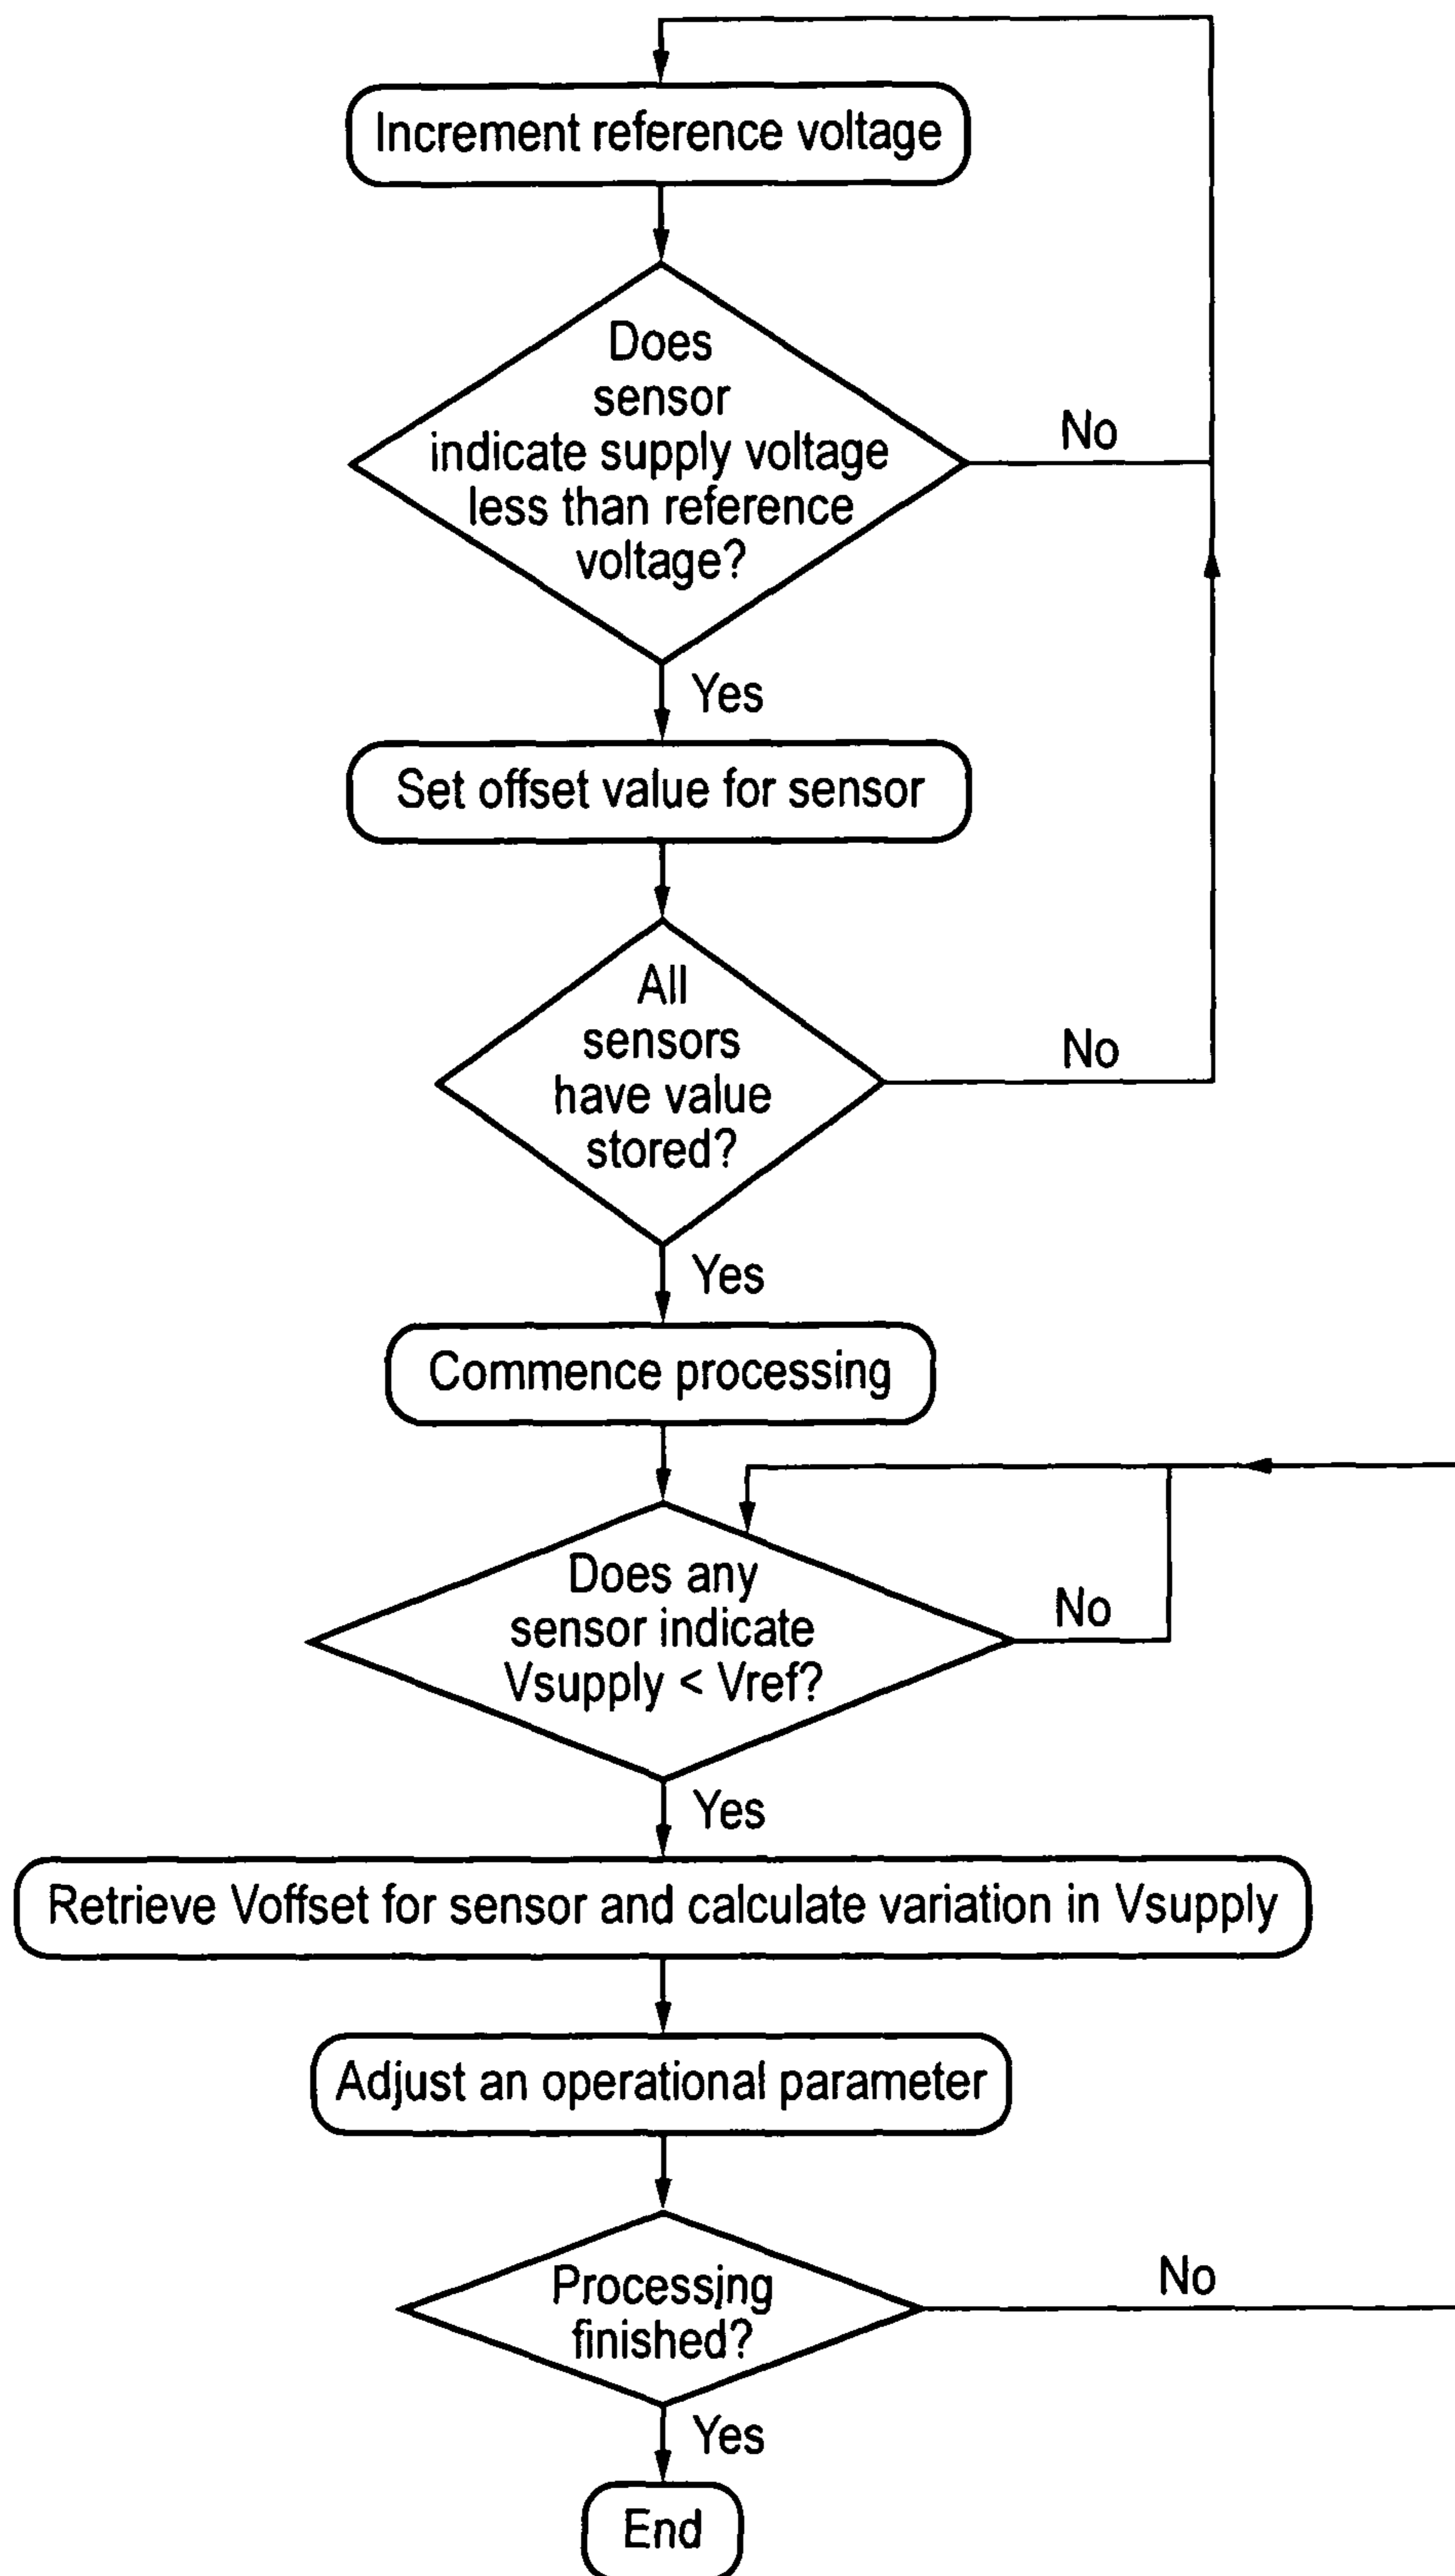 Increment reference voltage
Does
sensor
indicate supply voltage
less than reference
voltage?
No
Yes
Set offset value for sensor
All
sensors
have value
stored?
No
Yes
Commence processing
Does any
sensor indicate
Vsupply < Vref?
No
Yes
Retrieve Voffset for sensor and calculate variation in Vsupply
Adjust an operational parameter
Processing
finished?
No
Yes
End